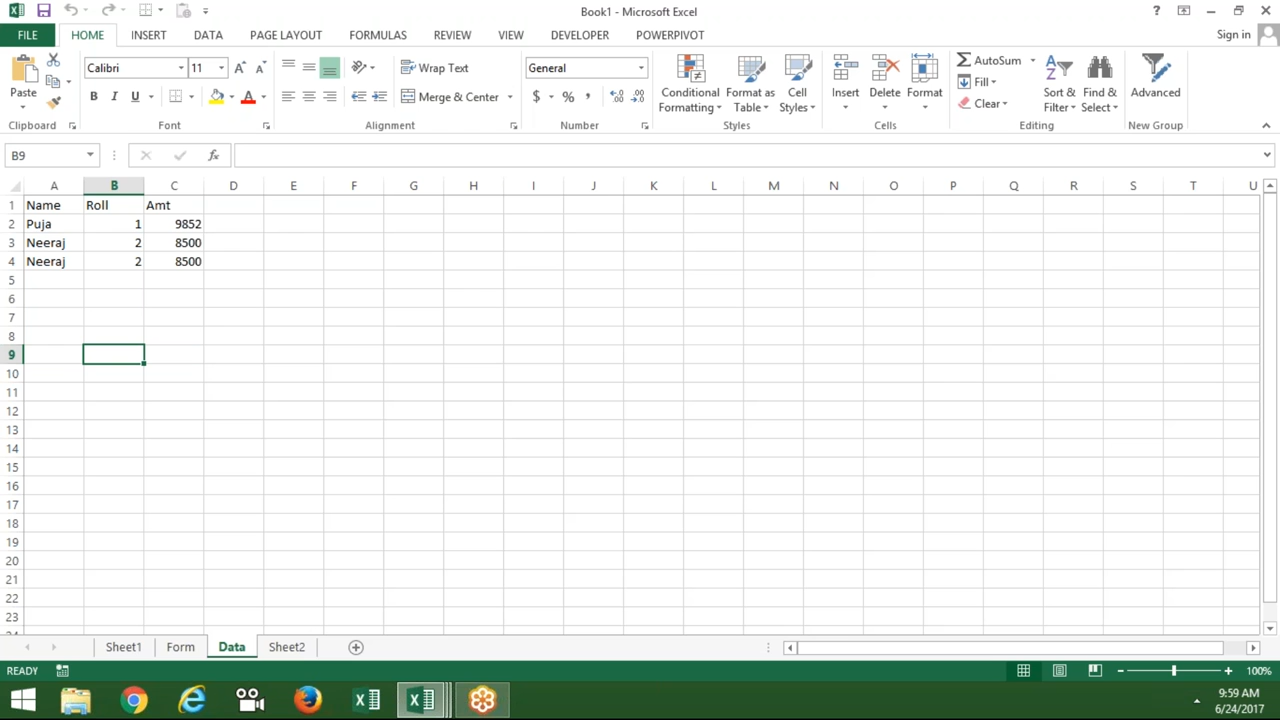 Book1 - Microsoft Excel
Sign in
FILE HOME INSERT DATA PAGE LAYOUT FORMULAS REVIEW VIEW DEVELOPER POWERPIVOT
Paste
Clipboard
Calibri 11
B I U
Font
Wrap Text
Merge & Center
Alignment
General
$ % ,
Number
Conditional Formatting
Format as Table
Cell Styles
Styles
Insert Delete Format
Cells
AutoSum
Fill
Clear
Sort & Filter
Find & Select
Editing
Advanced
New Group
B9
fx
A B C D E F G H I J K L M N O P Q R S T U
1 Name Roll Amt
2 Puja 1 9852
3 Neeraj 2 8500
4 Neeraj 2 8500
5
6
7
8
9
10
11
12
13
14
15
16
17
18
19
20
21
22
23
24
Sheet1 Form Data Sheet2
READY
100%
9:59 AM
6/24/2017